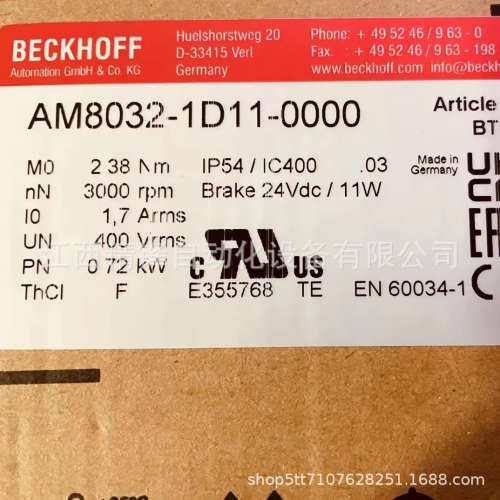 BECKHOFF
Automation GmbH & Co. KG
Huelshorstweg 20
D-33415 Verl
Germany
Phone: + 49 52 46 / 9 63 - 0
Fax. : + 49 52 46 / 9 63 - 198
www.beckhoff.com info@beckhoff
AM8032-1D11-0000
Article
BT
M0 2 38 Nm IP54 / IC400 .03
nN 3000 rpm Brake 24Vdc / 11W
Made in
Germany
I0 1,7 Arms
UN 400 Vrms
PN 0 72 kW
ThCl F
c US
E355768 TE EN 60034-1
shop5tt7107628251.1688.com